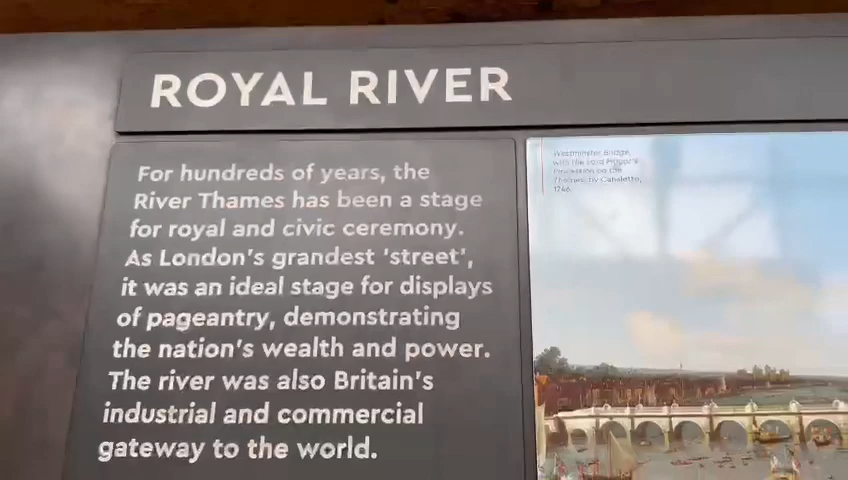 ROYAL RIVER
For hundreds of years, the
River Thames has been a stage
for royal and civic ceremony.
As London's grandest 'street',
it was an ideal stage for displays
of pageantry, demonstrating
the nation's wealth and power.
The river was also Britain's
industrial and commercial
gateway to the world.
Westminster Bridge,
with the Lord Mayor's
Procession on the
Thames by Canaletto,
1746